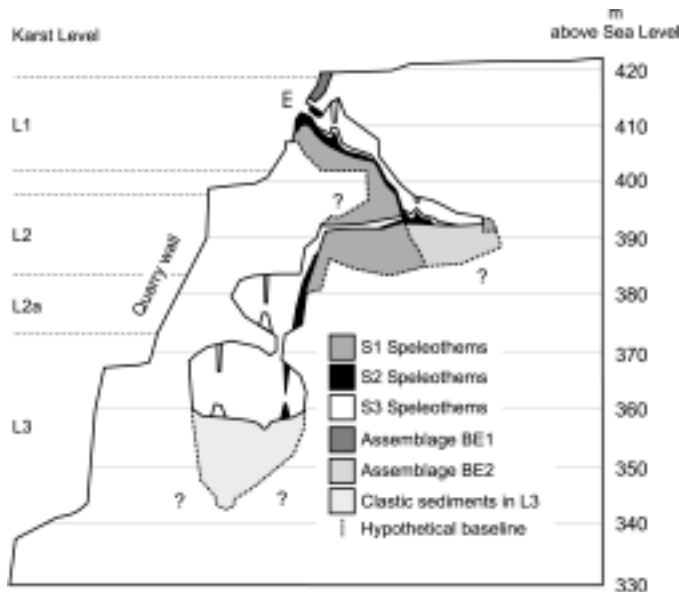 m
Karst Level
above Sea Level
420
E
L1
410
400
?
L2
390
Quarry wall
?
L2a
380
370
S1 Speleothems
S2 Speleothems
S3 Speleothems
360
L3
Assemblage BE1
Assemblage BE2
350
?
?
Clastic sediments in L3
Hypothetical baseline
340
330